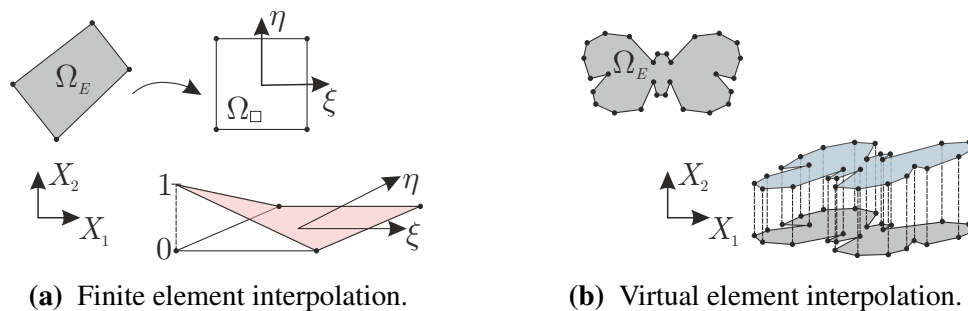 η
Ω_E
ξ
Ω_□
X_2
X_1
1
0
η
ξ
(a) Finite element interpolation.
Ω_E
X_2
X_1
(b) Virtual element interpolation.